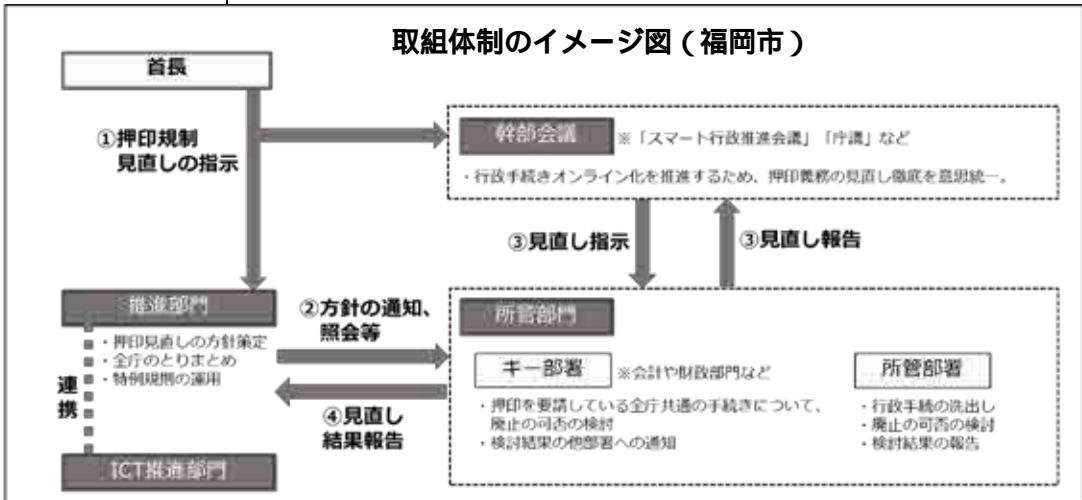 取組体制のイメージ図(福岡市)
首長
①押印規制
見直しの指示
幹部会議
※「スマート行政推進会議」「庁議」など
・行政手続きオンライン化を推進するため、押印義務の見直し徹底を意思統一。
③見直し指示
③見直し報告
推進部門
・押印見直しの方針策定
・全庁のとりまとめ
・特例規則の運用
連携
ICT推進部門
②方針の通知、
照会等
④見直し
結果報告
所管部門
キー部署
※会計や財政部門など
・押印を要請している全庁共通の手続きについて、
廃止の可否の検討
・検討結果の他部署への通知
所管部署
・行政手続の洗出し
・廃止の可否の検討
・検討結果の報告